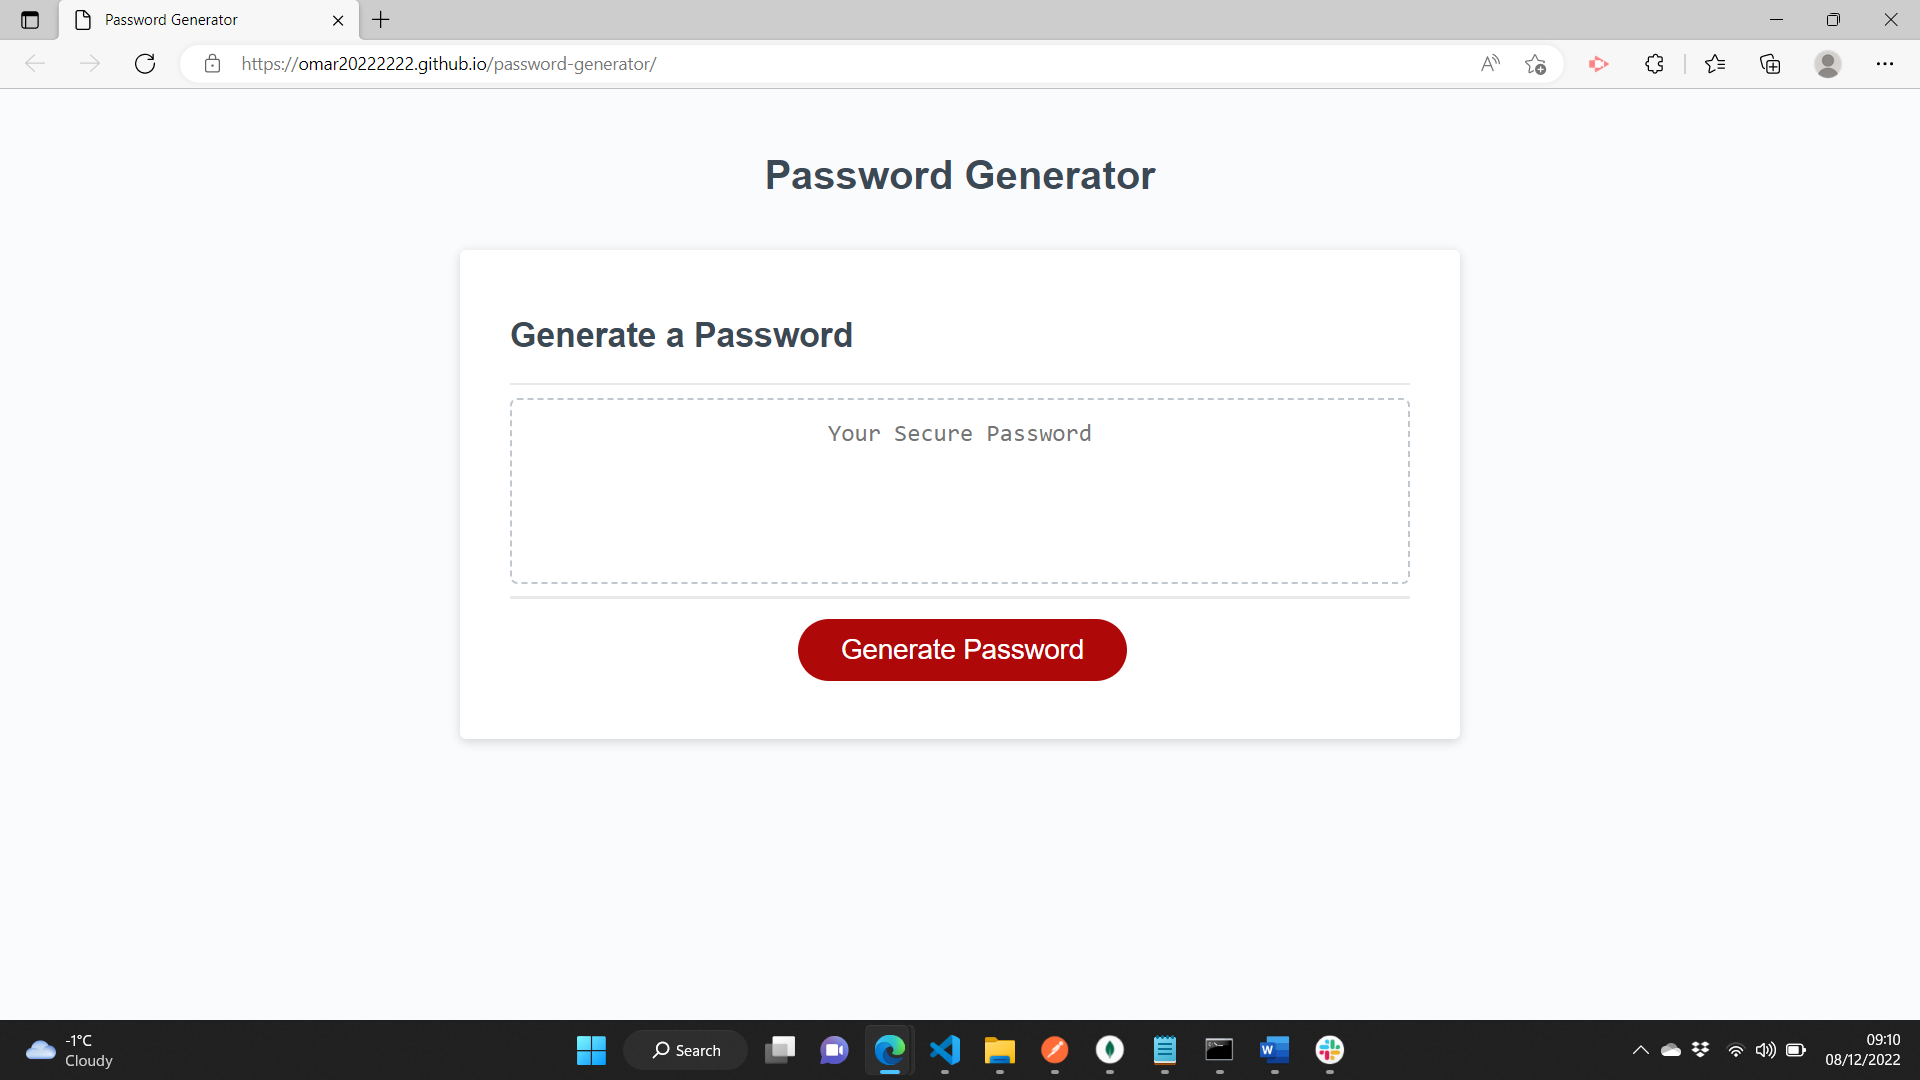 Password Generator
https://omar20222222.github.io/password-generator/
Password Generator
Generate a Password
Your Secure Password
Generate Password
-1°C
Cloudy
Search
09:10
08/12/2022